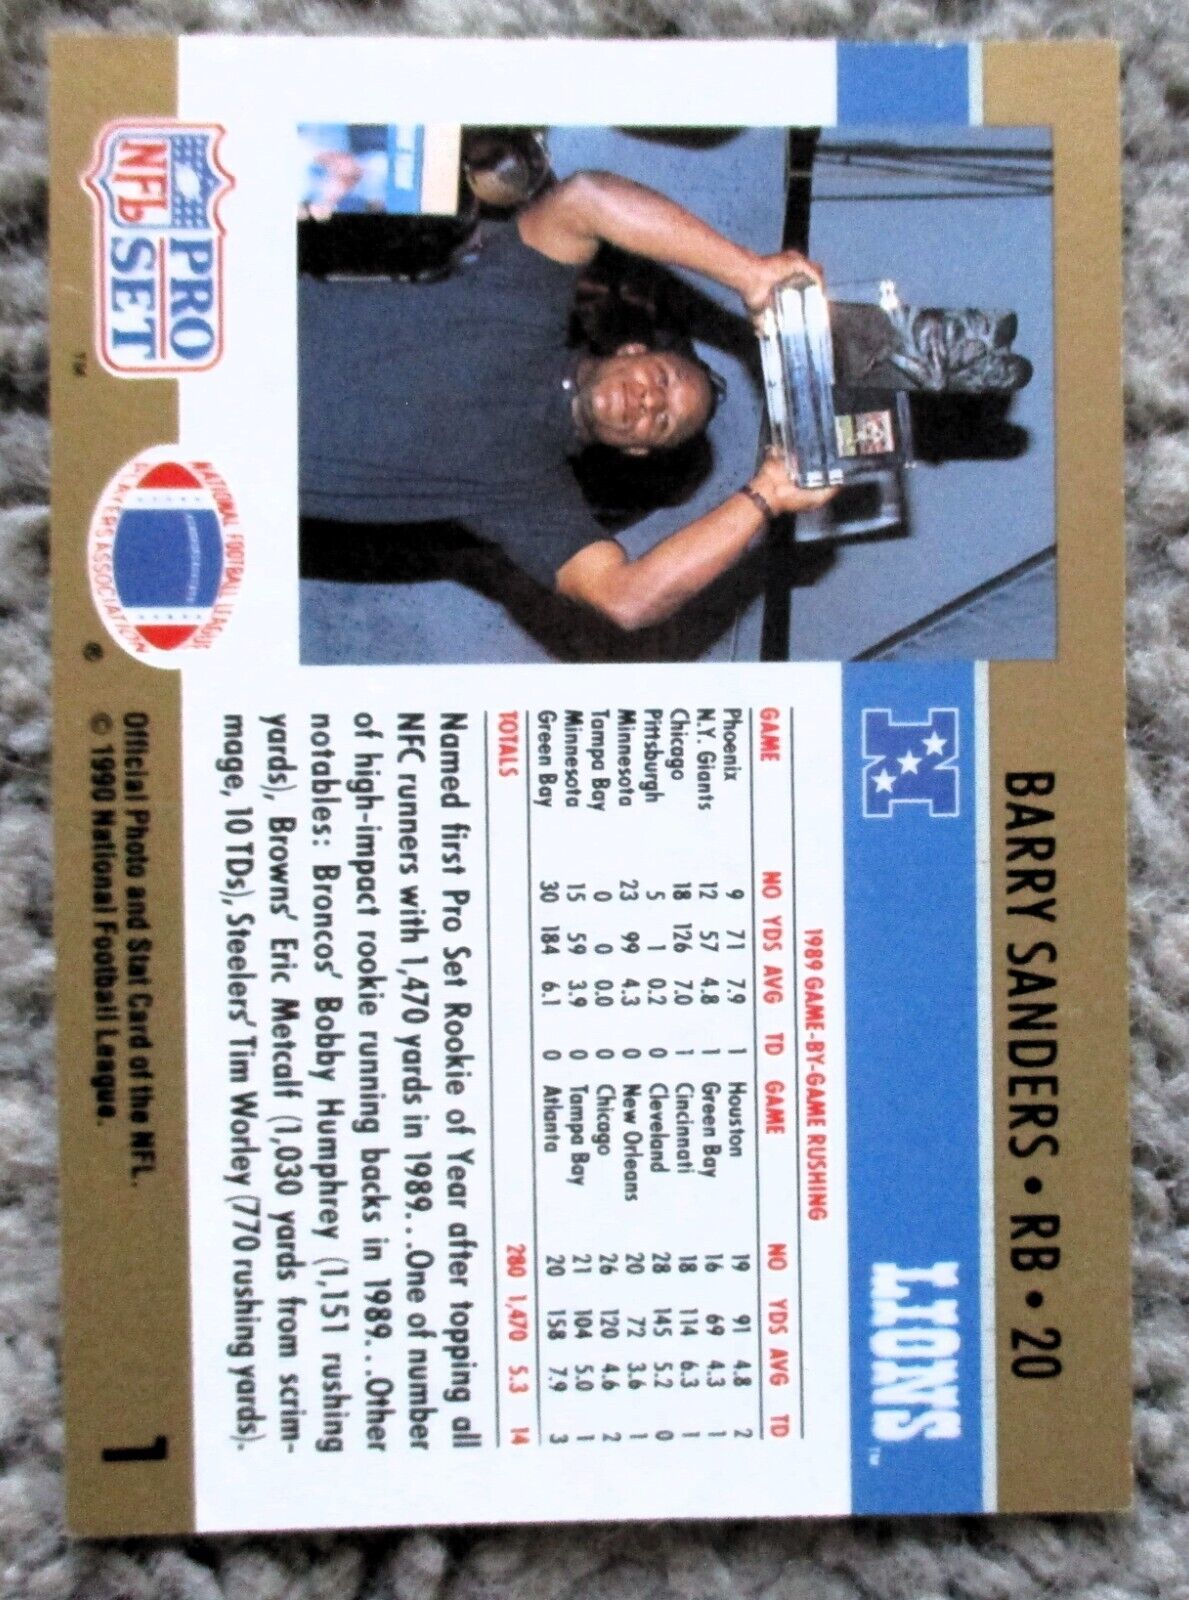 BARRY SANDERS • RB • 20
N
LIONS™
1989 GAME-BY-GAME RUSHING
GAME NO YDS AVG TD GAME NO YDS AVG TD
Phoenix 9 71 7.9 1 Houston 19 91 4.8 2
N.Y. Giants 12 57 4.8 1 Green Bay 16 69 4.3 1
Chicago 18 126 7.0 1 Cincinnati 18 114 6.3 1
Pittsburgh 5 1 0.2 0 Cleveland 28 145 5.2 0
Minnesota 23 99 4.3 0 New Orleans 20 72 3.6 1
Tampa Bay 0 0 0.0 0 Chicago 26 120 4.6 2
Minnesota 15 59 3.9 0 Tampa Bay 21 104 5.0 1
Green Bay 30 184 6.1 0 Atlanta 20 158 7.9 3
TOTALS 280 1,470 5.3 14
Named first Pro Set Rookie of Year after topping all
NFC runners with 1,470 yards in 1989. . .One of number
of high-impact rookie running backs in 1989. . .Other
notables: Broncos' Bobby Humphrey (1,151 rushing
yards), Browns' Eric Metcalf (1,030 yards from scrim-
mage, 10 TDs), Steelers' Tim Worley (770 rushing yards).
PRO SET
NFL
™
NATIONAL FOOTBALL LEAGUE
PLAYERS ASSOCIATION
®
Official Photo and Stat Card of the NFL.
© 1990 National Football League.
1